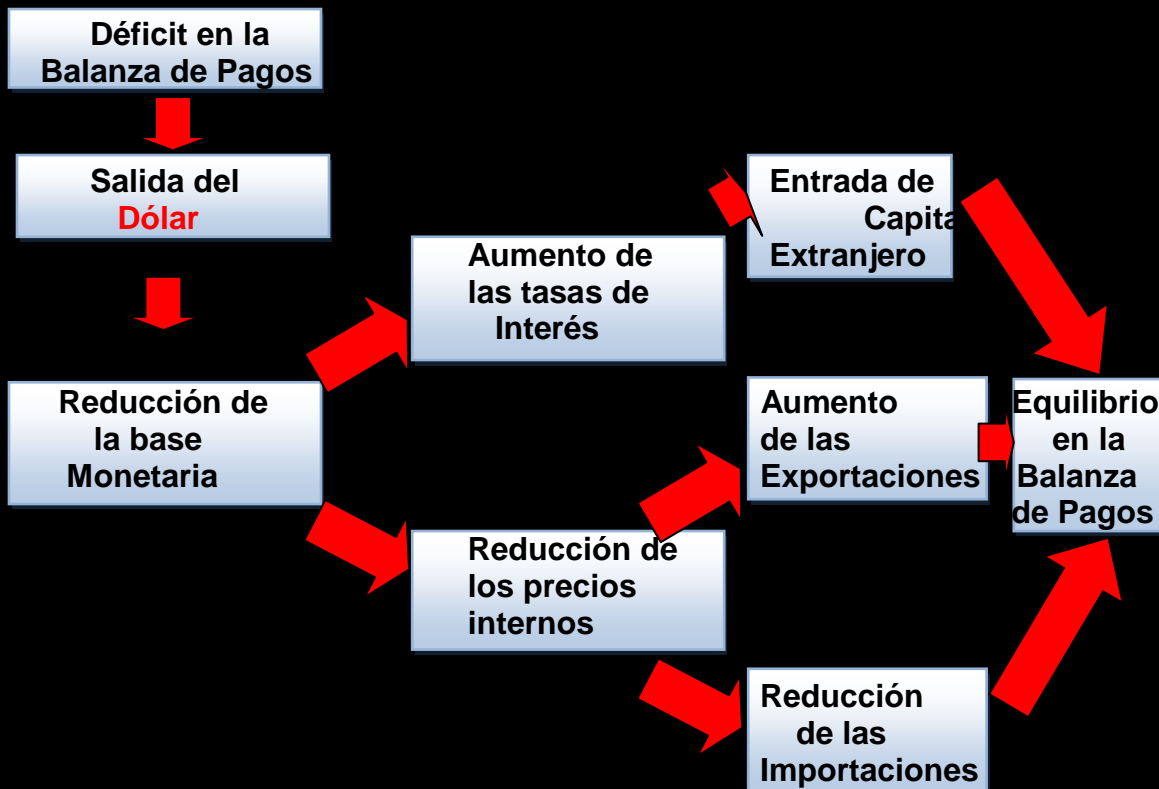 Déficit en la
Balanza de Pagos
Salida del
Dólar
Reducción de
la base
Monetaria
Aumento de
las tasas de
Interés
Reducción de
los precios
internos
Entrada de
Capita
Extranjero
Aumento
de las
Exportaciones
Reducción
de las
Importaciones
Equilibrio
en la
Balanza
de Pagos